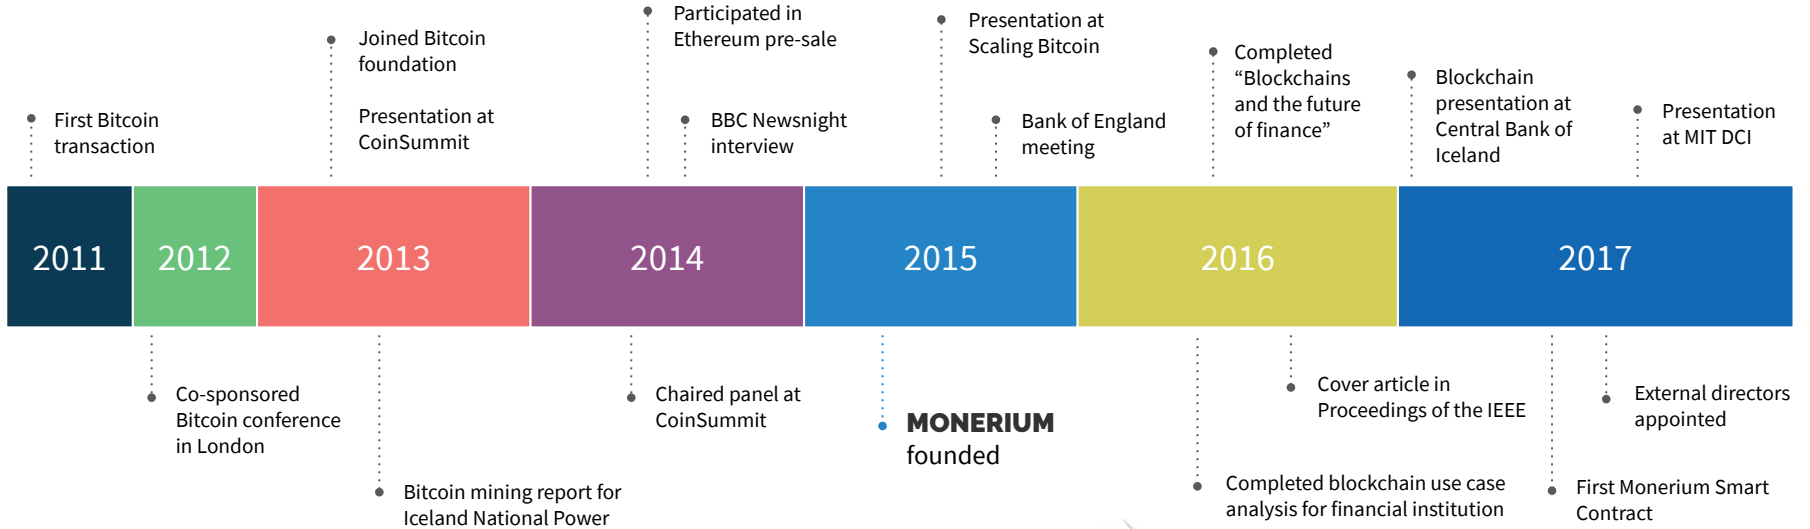 First Bitcoin
transaction
Joined Bitcoin
foundation
Presentation at
CoinSummit
Participated in
Ethereum pre-sale
BBC Newsnight
interview
Presentation at
Scaling Bitcoin
Bank of England
meeting
Completed
“Blockchains
and the future
of finance”
Blockchain
presentation at
Central Bank of
Iceland
Presentation
at MIT DCI
2011
2012
2013
2014
2015
2016
2017
Co-sponsored
Bitcoin conference
in London
Bitcoin mining report for
Iceland National Power
Chaired panel at
CoinSummit
MONERIUM
founded
Completed blockchain use case
analysis for financial institution
Cover article in
Proceedings of the IEEE
First Monerium Smart
Contract
External directors
appointed